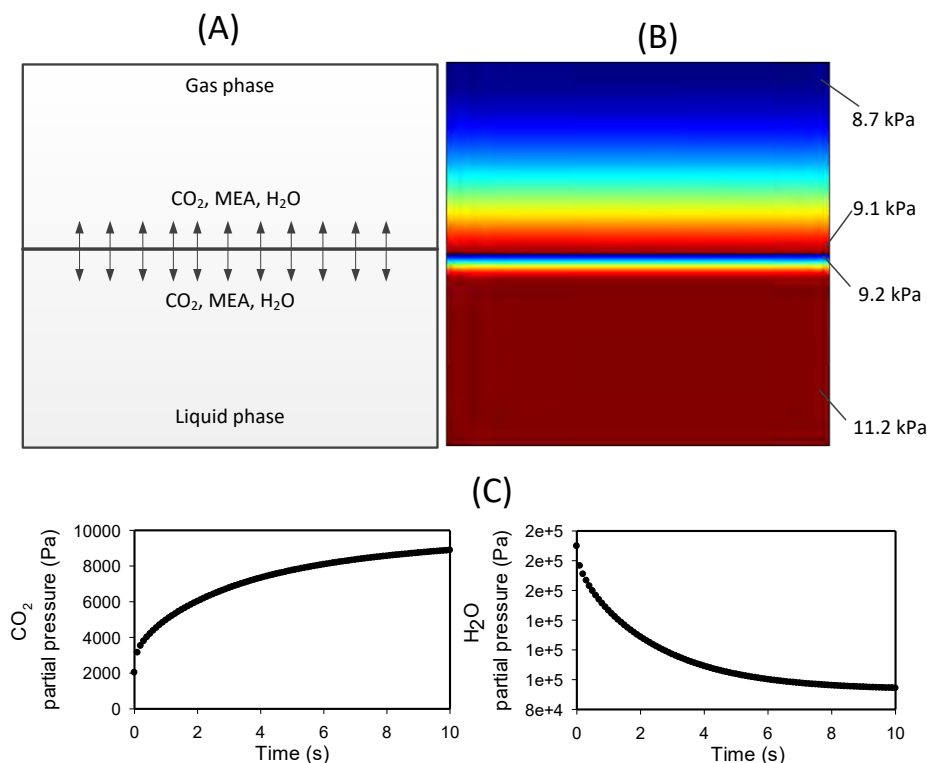 (A)
(B)
Gas phase
CO₂, MEA, H₂O
CO₂, MEA, H₂O
Liquid phase
8.7 kPa
9.1 kPa
9.2 kPa
11.2 kPa
(C)
CO₂
partial pressure (Pa)
10000
8000
6000
4000
2000
0
0 2 4 6 8 10
Time (s)
H₂O
partial pressure (Pa)
2e+5
2e+5
2e+5
1e+5
1e+5
1e+5
8e+4
0 2 4 6 8 10
Time (s)